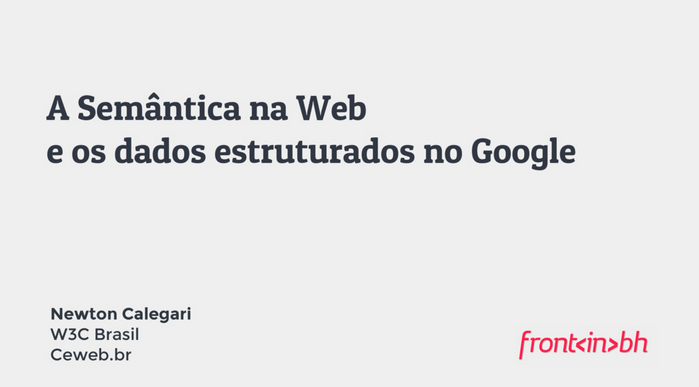 A Semântica na Web
e os dados estruturados no Google
Newton Calegari
W3C Brasil
Ceweb.br
front<in>bh